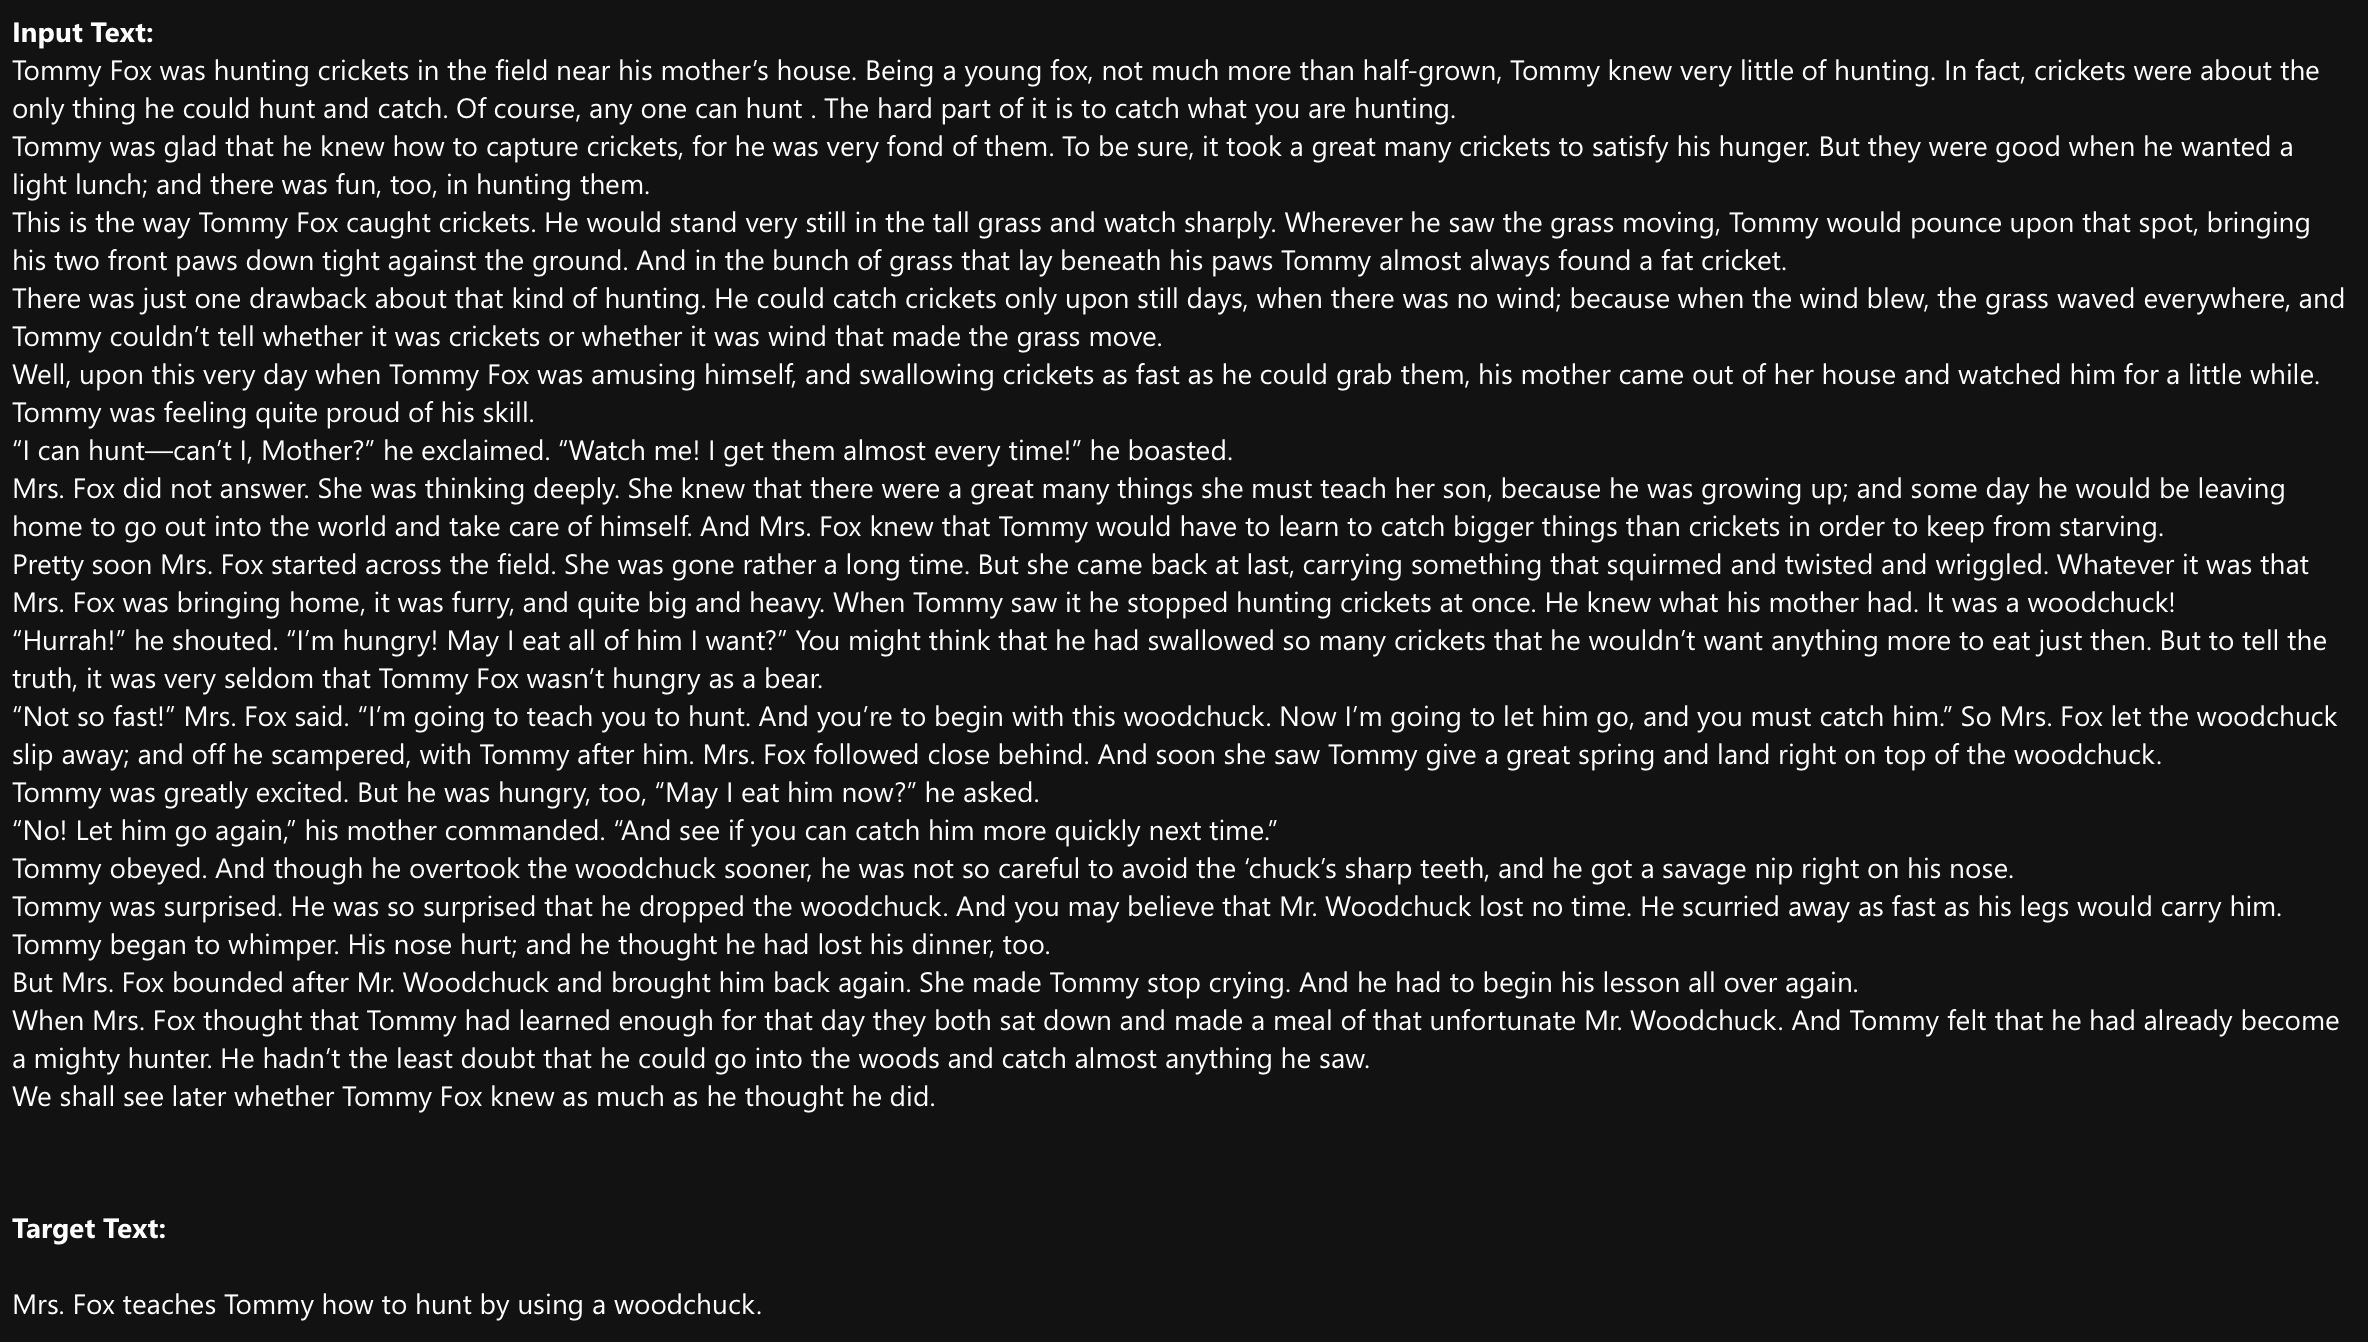 Input Text:
Tommy Fox was hunting crickets in the field near his mother’s house. Being a young fox, not much more than half-grown, Tommy knew very little of hunting. In fact, crickets were about the
only thing he could hunt and catch. Of course, any one can hunt . The hard part of it is to catch what you are hunting.
Tommy was glad that he knew how to capture crickets, for he was very fond of them. To be sure, it took a great many crickets to satisfy his hunger. But they were good when he wanted a
light lunch; and there was fun, too, in hunting them.
This is the way Tommy Fox caught crickets. He would stand very still in the tall grass and watch sharply. Wherever he saw the grass moving, Tommy would pounce upon that spot, bringing
his two front paws down tight against the ground. And in the bunch of grass that lay beneath his paws Tommy almost always found a fat cricket.
There was just one drawback about that kind of hunting. He could catch crickets only upon still days, when there was no wind; because when the wind blew, the grass waved everywhere, and
Tommy couldn’t tell whether it was crickets or whether it was wind that made the grass move.
Well, upon this very day when Tommy Fox was amusing himself, and swallowing crickets as fast as he could grab them, his mother came out of her house and watched him for a little while.
Tommy was feeling quite proud of his skill.
“I can hunt—can’t I, Mother?” he exclaimed. “Watch me! I get them almost every time!” he boasted.
Mrs. Fox did not answer. She was thinking deeply. She knew that there were a great many things she must teach her son, because he was growing up; and some day he would be leaving
home to go out into the world and take care of himself. And Mrs. Fox knew that Tommy would have to learn to catch bigger things than crickets in order to keep from starving.
Pretty soon Mrs. Fox started across the field. She was gone rather a long time. But she came back at last, carrying something that squirmed and twisted and wriggled. Whatever it was that
Mrs. Fox was bringing home, it was furry, and quite big and heavy. When Tommy saw it he stopped hunting crickets at once. He knew what his mother had. It was a woodchuck!
“Hurrah!” he shouted. “I’m hungry! May I eat all of him I want?” You might think that he had swallowed so many crickets that he wouldn’t want anything more to eat just then. But to tell the
truth, it was very seldom that Tommy Fox wasn’t hungry as a bear.
“Not so fast!” Mrs. Fox said. “I’m going to teach you to hunt. And you’re to begin with this woodchuck. Now I’m going to let him go, and you must catch him.” So Mrs. Fox let the woodchuck
slip away; and off he scampered, with Tommy after him. Mrs. Fox followed close behind. And soon she saw Tommy give a great spring and land right on top of the woodchuck.
Tommy was greatly excited. But he was hungry, too, “May I eat him now?” he asked.
“No! Let him go again,” his mother commanded. “And see if you can catch him more quickly next time.”
Tommy obeyed. And though he overtook the woodchuck sooner, he was not so careful to avoid the ‘chuck’s sharp teeth, and he got a savage nip right on his nose.
Tommy was surprised. He was so surprised that he dropped the woodchuck. And you may believe that Mr. Woodchuck lost no time. He scurried away as fast as his legs would carry him.
Tommy began to whimper. His nose hurt; and he thought he had lost his dinner, too.
But Mrs. Fox bounded after Mr. Woodchuck and brought him back again. She made Tommy stop crying. And he had to begin his lesson all over again.
When Mrs. Fox thought that Tommy had learned enough for that day they both sat down and made a meal of that unfortunate Mr. Woodchuck. And Tommy felt that he had already become
a mighty hunter. He hadn’t the least doubt that he could go into the woods and catch almost anything he saw.
We shall see later whether Tommy Fox knew as much as he thought he did.
Target Text:
Mrs. Fox teaches Tommy how to hunt by using a woodchuck.